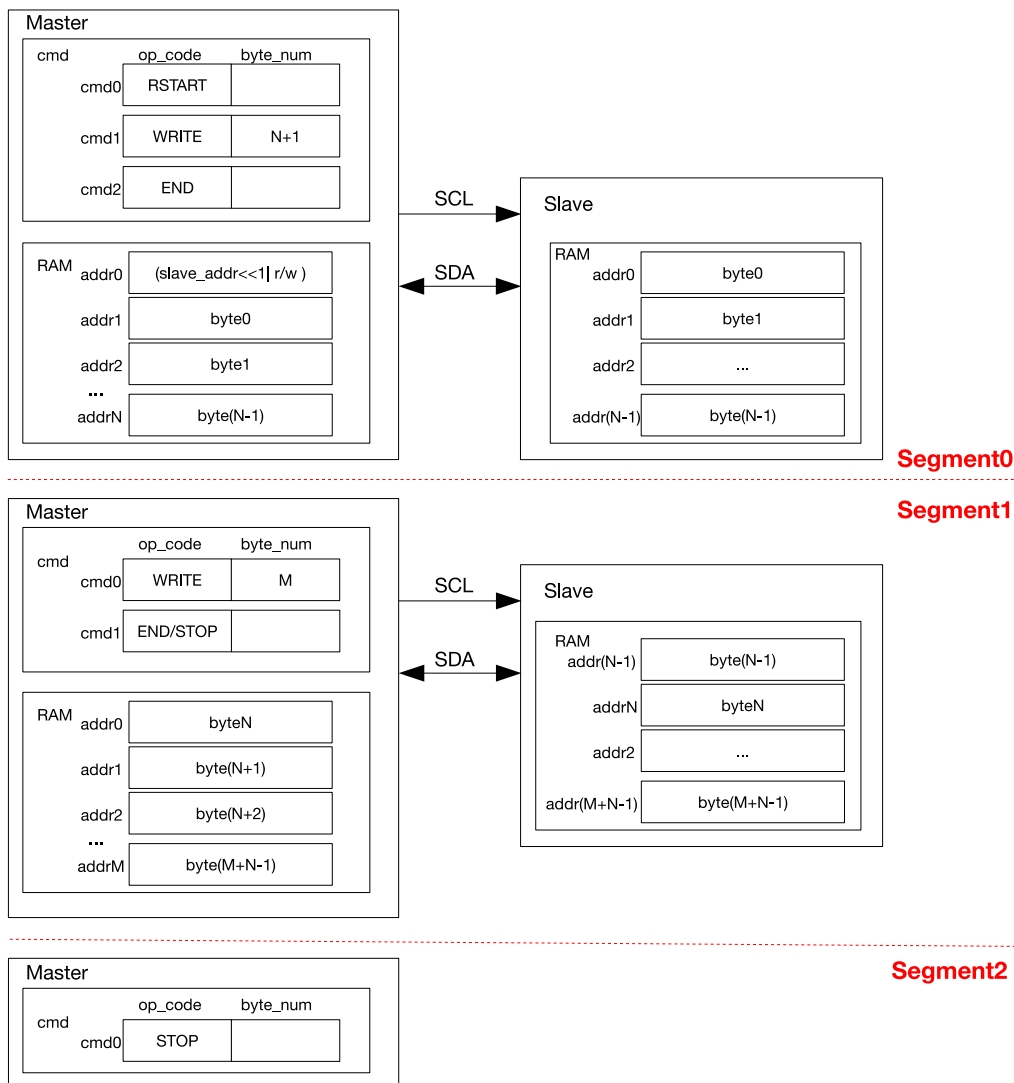 Master
cmd op_code byte_num
cmd0 RSTART
cmd1 WRITE N+1
cmd2 END
RAM
addr0 (slave_addr<<1| r/w )
addr1 byte0
addr2 byte1
...
addrN byte(N-1)
SCL
SDA
Slave
RAM
addr0 byte0
addr1 byte1
addr2 ...
addr(N-1) byte(N-1)
Segment0
Segment1
Master
cmd op_code byte_num
cmd0 WRITE M
cmd1 END/STOP
RAM
addr0 byteN
addr1 byte(N+1)
addr2 byte(N+2)
...
addrM byte(M+N-1)
SCL
SDA
Slave
RAM
addr(N-1) byte(N-1)
addrN byteN
addr2 ...
addr(M+N-1) byte(M+N-1)
Segment2
Master
cmd op_code byte_num
cmd0 STOP